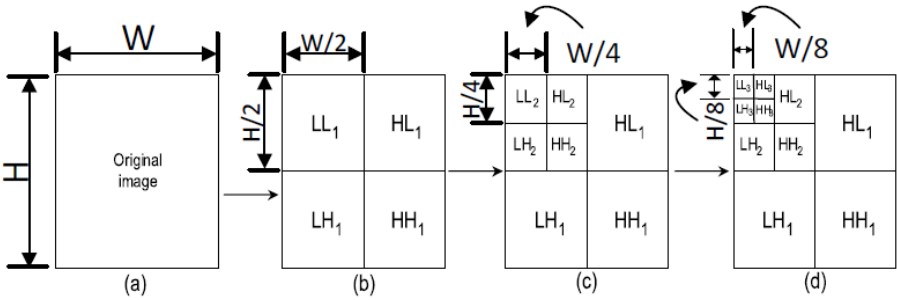 W
H
Original
image
(a)
W/2
H/2
LL1 HL1
LH1 HH1
(b)
W/4
H/4
LL2 HL2
HL1
LH2 HH2
LH1 HH1
(c)
W/8
H/8
LL3 HL3
LH3 HH3
HL2
HL1
LH2 HH2
LH1 HH1
(d)